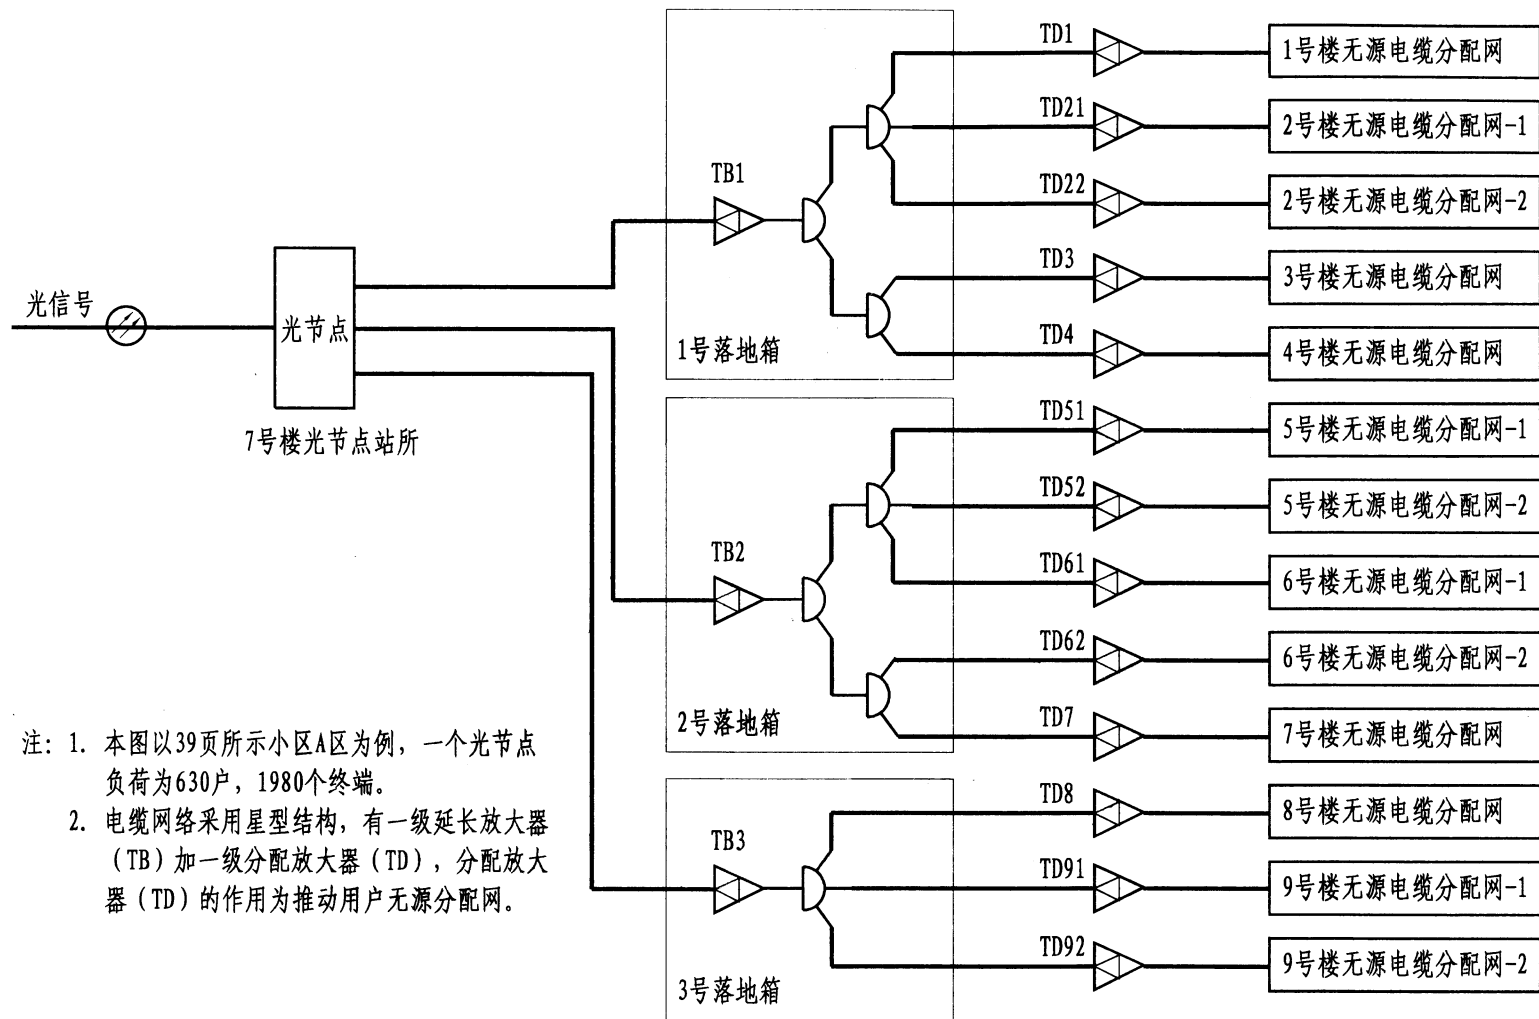 TD1
1号楼无源电缆分配网
TD21
2号楼无源电缆分配网-1
TB1
TD22
2号楼无源电缆分配网-2
TD3
3号楼无源电缆分配网
光信号
光节点
1号落地箱
TD4
4号楼无源电缆分配网
7号楼光节点站所
TD51
5号楼无源电缆分配网-1
TD52
5号楼无源电缆分配网-2
TB2
TD61
6号楼无源电缆分配网-1
TD62
6号楼无源电缆分配网-2
2号落地箱
TD7
7号楼无源电缆分配网
TD8
8号楼无源电缆分配网
TB3
TD91
9号楼无源电缆分配网-1
TD92
9号楼无源电缆分配网-2
3号落地箱
注: 1. 本图以39页所示小区A区为例, 一个光节点
负荷为630户, 1980个终端。
2. 电缆网络采用星型结构, 有一级延长放大器
(TB)加一级分配放大器(TD), 分配放大
器(TD)的作用为推动用户无源分配网。